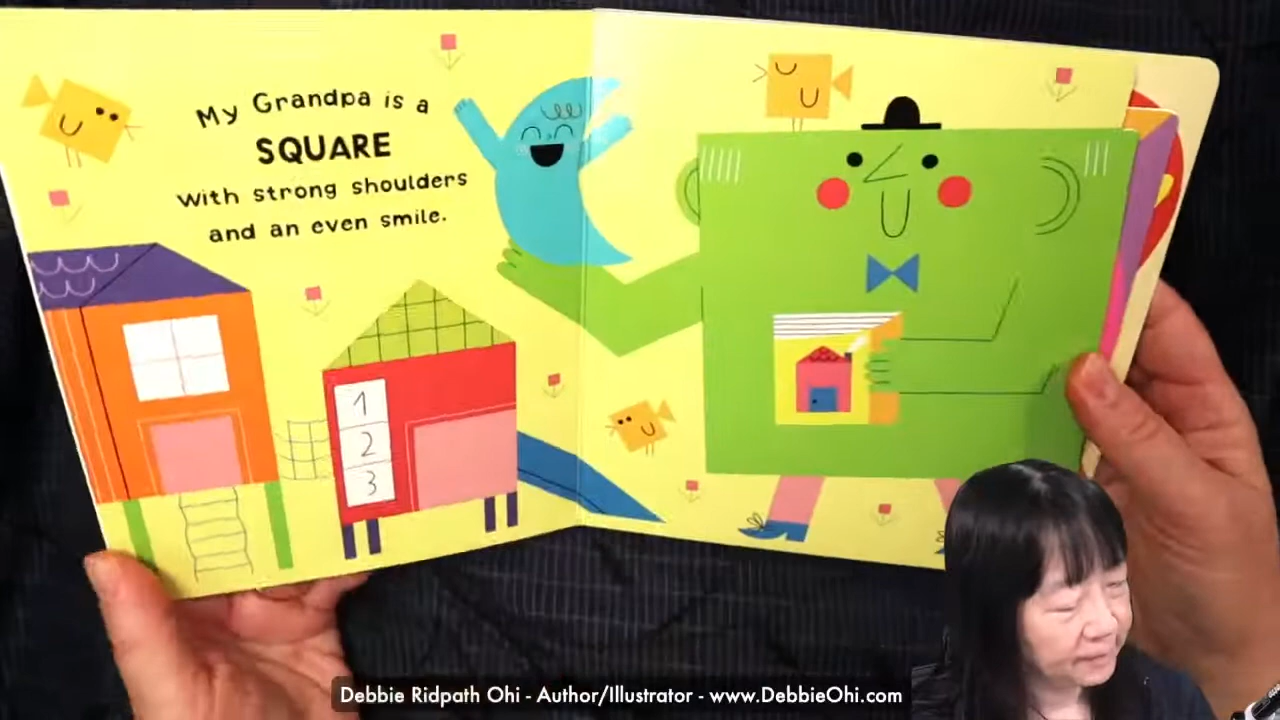 My Grandpa is a
SQUARE
with strong shoulders
and an even smile.
1
2
3
Debbie Ridpath Ohi - Author/Illustrator - www.DebbieOhi.com